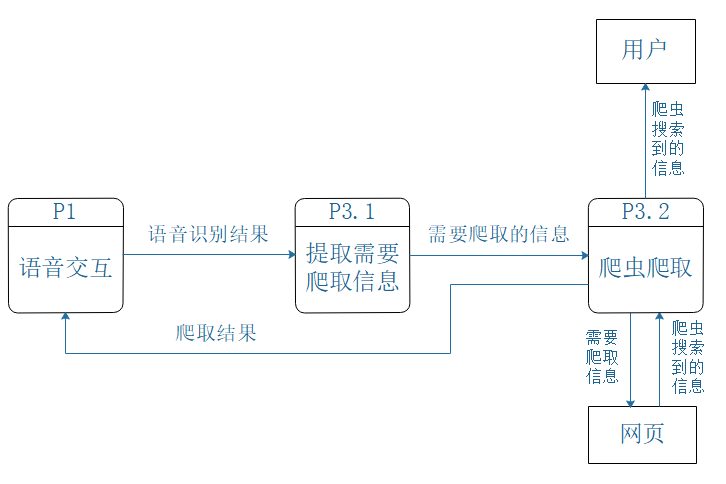 用户
爬虫
搜索
到的
信息
P1
语音交互
语音识别结果
P3.1
提取需要
爬取信息
需要爬取的信息
P3.2
爬虫爬取
爬取结果
需要
爬取
信息
爬虫
搜索
到的
信息
网页